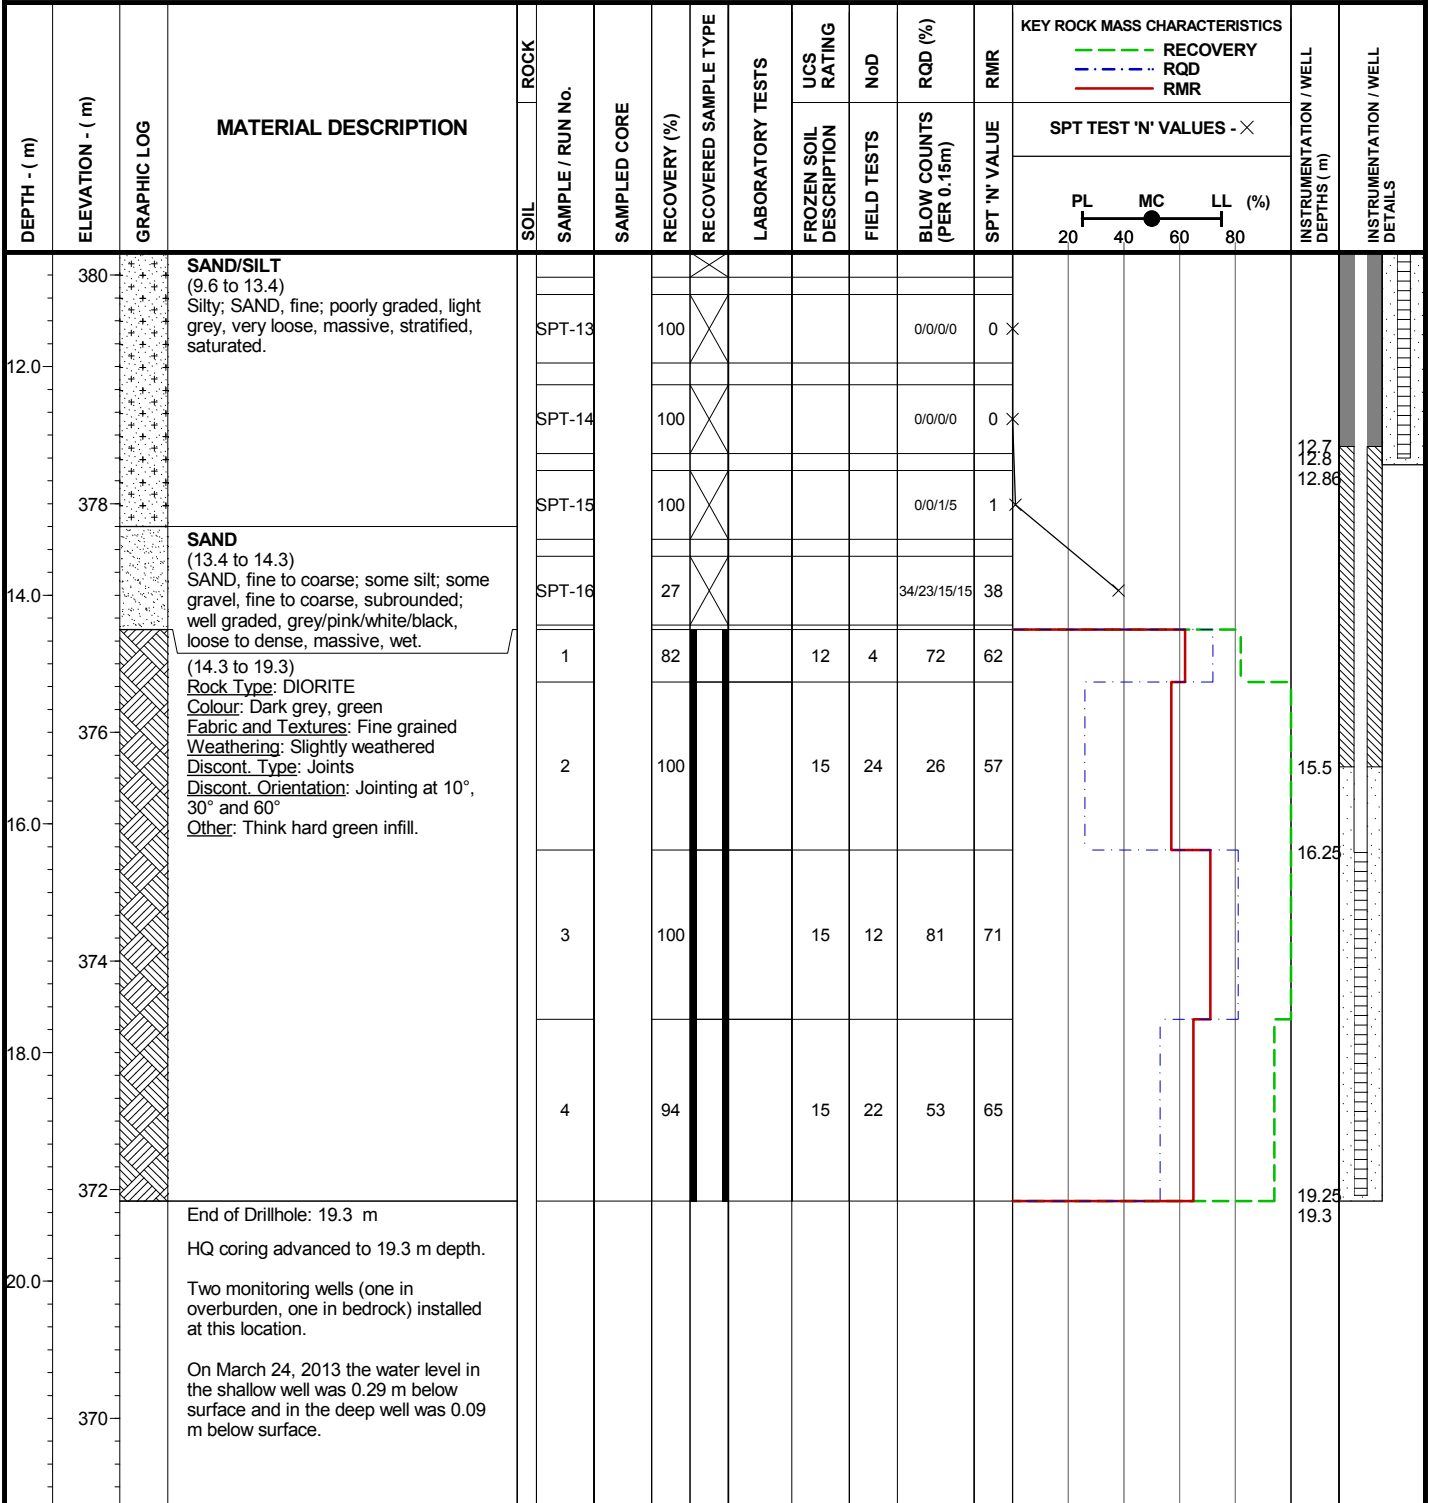 DEPTH - ( m)
ELEVATION - ( m)
GRAPHIC LOG
MATERIAL DESCRIPTION
SOIL
ROCK
SAMPLE / RUN No.
SAMPLED CORE
RECOVERY (%)
RECOVERED SAMPLE TYPE
LABORATORY TESTS
UCS RATING
FROZEN SOIL DESCRIPTION
NoD
FIELD TESTS
RQD (%)
BLOW COUNTS (PER 0.15m)
RMR
SPT 'N' VALUE
KEY ROCK MASS CHARACTERISTICS
RECOVERY
RQD
RMR
SPT TEST 'N' VALUES - X
PL MC LL (%)
20 40 60 80
INSTRUMENTATION / WELL DEPTHS ( m)
INSTRUMENTATION / WELL DETAILS
380
SAND/SILT
(9.6 to 13.4)
Silty; SAND, fine; poorly graded, light
grey, very loose, massive, stratified,
saturated.
SPT-13 100 0/0/0/0 0
12.0
SPT-14 100 0/0/0/0 0
12.7
12.8
12.86
378
SPT-15 100 0/0/1/5 1
SAND
(13.4 to 14.3)
SAND, fine to coarse; some silt; some
gravel, fine to coarse, subrounded;
well graded, grey/pink/white/black,
loose to dense, massive, wet.
14.0
SPT-16 27 34/23/15/15 38
1 82 12 4 72 62
(14.3 to 19.3)
Rock Type: DIORITE
Colour: Dark grey, green
Fabric and Textures: Fine grained
Weathering: Slightly weathered
Discont. Type: Joints
Discont. Orientation: Jointing at 10°,
30° and 60°
Other: Think hard green infill.
376
2 100 15 24 26 57
15.5
16.0
16.25
3 100 15 12 81 71
374
18.0
4 94 15 22 53 65
372
19.25
19.3
End of Drillhole: 19.3 m
HQ coring advanced to 19.3 m depth.
20.0
Two monitoring wells (one in
overburden, one in bedrock) installed
at this location.
On March 24, 2013 the water level in
the shallow well was 0.29 m below
surface and in the deep well was 0.09
m below surface.
370